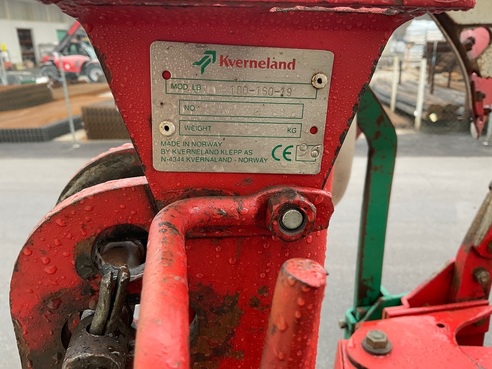 Kverneland
MOD. LB 100-160-19
NO.
WEIGHT KG
MADE IN NORWAY
BY KVERNELAND KLEPP AS
N-4344 KVERNALAND - NORWAY CE